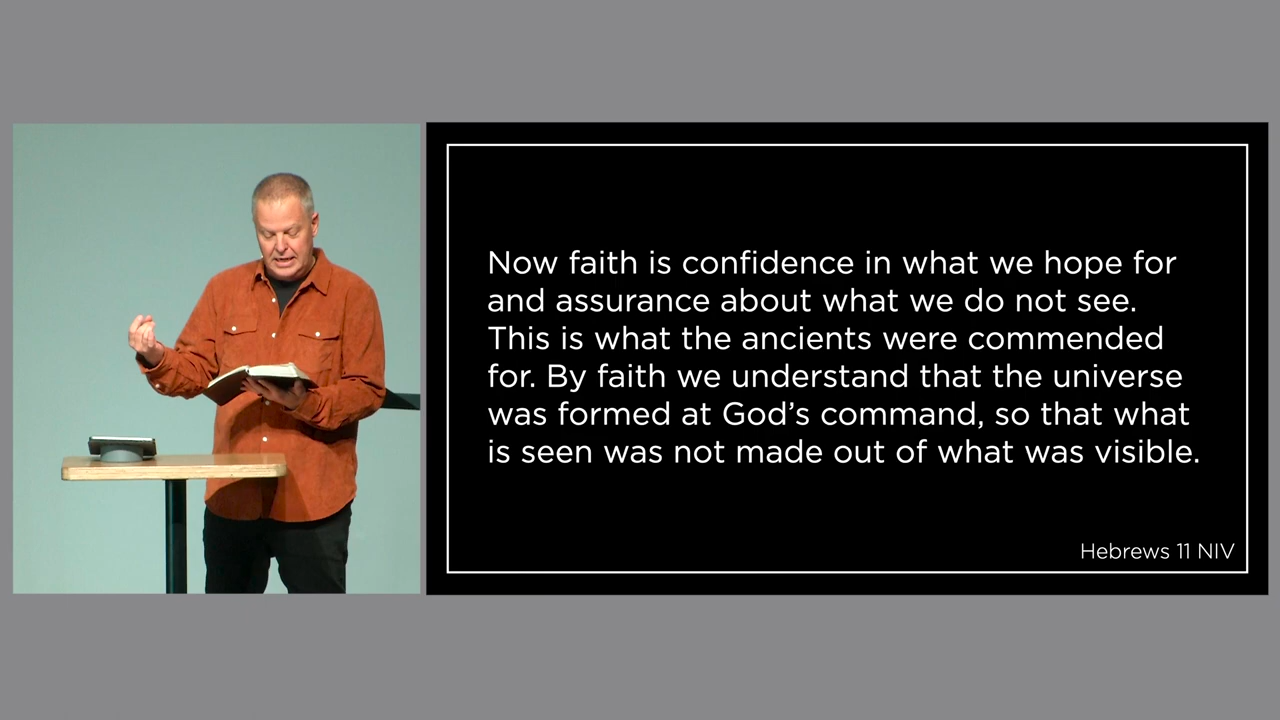 Now faith is confidence in what we hope for
and assurance about what we do not see.
This is what the ancients were commended
for. By faith we understand that the universe
was formed at God’s command, so that what
is seen was not made out of what was visible.
Hebrews 11 NIV